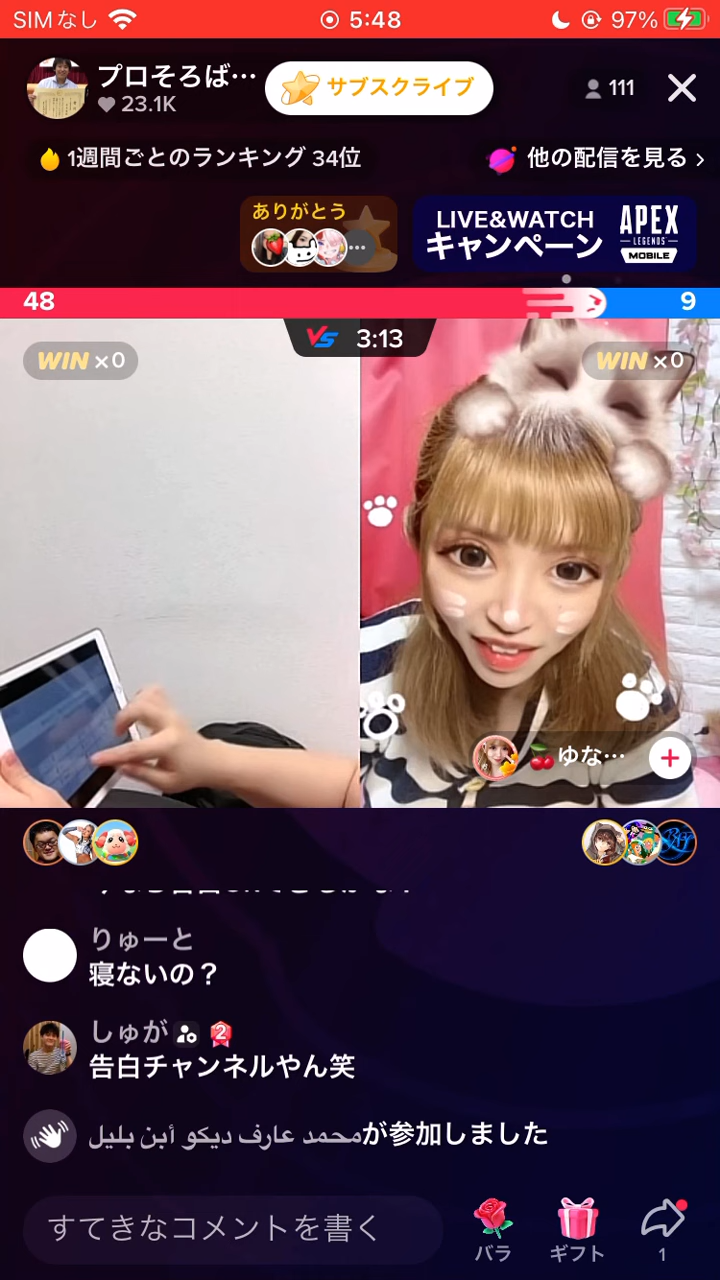 SIMなし
5:48
97%
プロそろば…
23.1K
サブスクライブ
111
1週間ごとのランキング 34位
他の配信を見る
ありがとう
LIVE&WATCH
キャンペーン
APEX
LEGENDS
MOBILE
48
9
VS
3:13
WIN ×0
WIN ×0
ゆな…
りゅーと
寝ないの？
しゅが
2
告白チャンネルやん笑
محمد عارف ديكو أبن بليلが参加しました
すてきなコメントを書く
バラ
ギフト
1